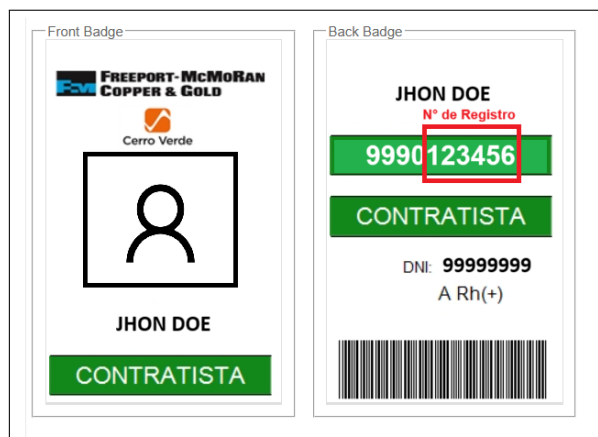 Front Badge
FREEPORT-MCMORAN
COPPER & GOLD
Cerro Verde
JHON DOE
CONTRATISTA
Back Badge
JHON DOE
N° de Registro
9990123456
CONTRATISTA
DNI: 99999999
A Rh(+)